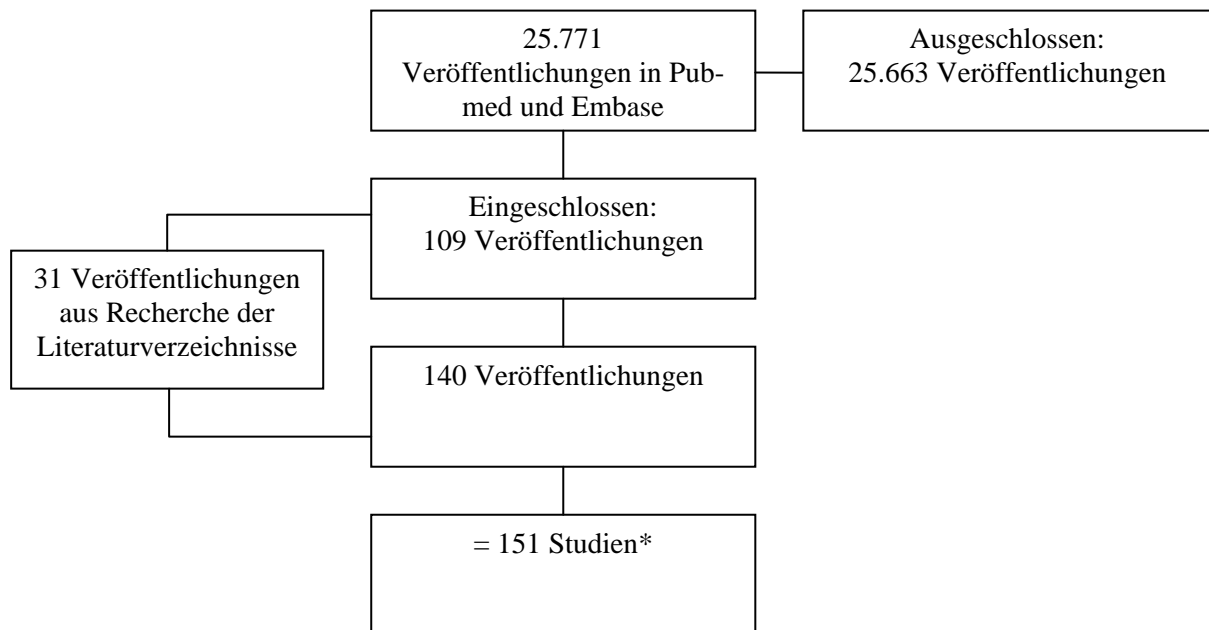 25.771
Veröffentlichungen in Pub-
med und Embase
Ausgeschlossen:
25.663 Veröffentlichungen
Eingeschlossen:
109 Veröffentlichungen
31 Veröffentlichungen
aus Recherche der
Literaturverzeichnisse
140 Veröffentlichungen
= 151 Studien*